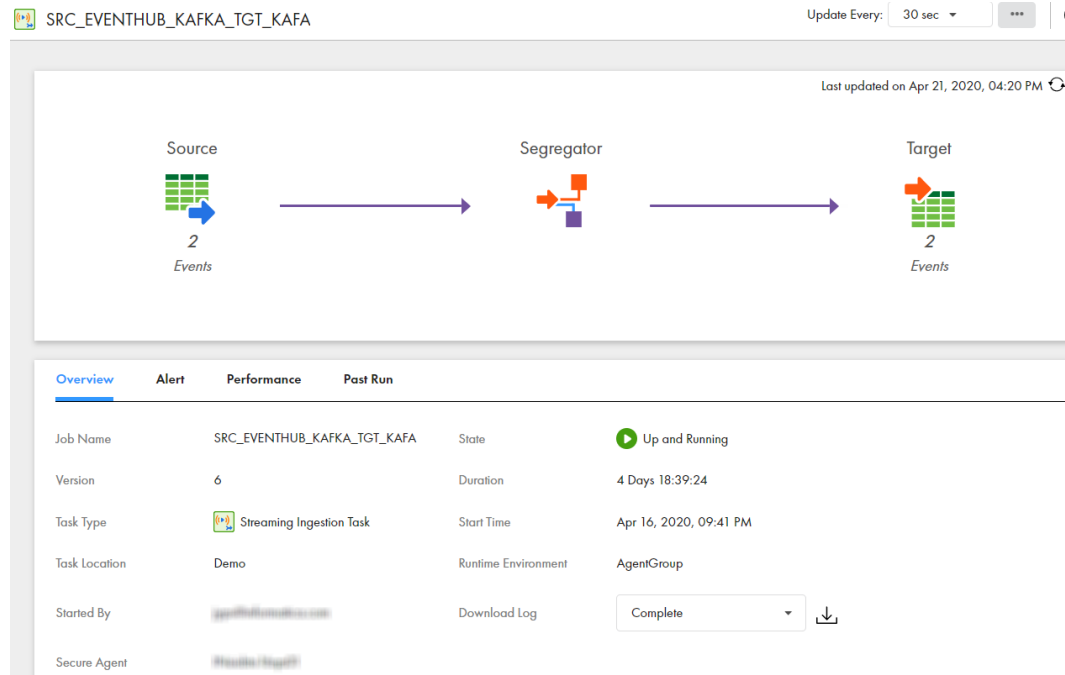 SRC_EVENTHUB_KAFKA_TGT_KAFA
Update Every: 30 sec
Last updated on Apr 21, 2020, 04:20 PM
Source Segregator Target
2 2
Events Events
Overview Alert Performance Past Run
Job Name SRC_EVENTHUB_KAFKA_TGT_KAFA State Up and Running
Version 6 Duration 4 Days 18:39:24
Task Type Streaming Ingestion Task Start Time Apr 16, 2020, 09:41 PM
Task Location Demo Runtime Environment AgentGroup
Started By Download Log Complete
Secure Agent